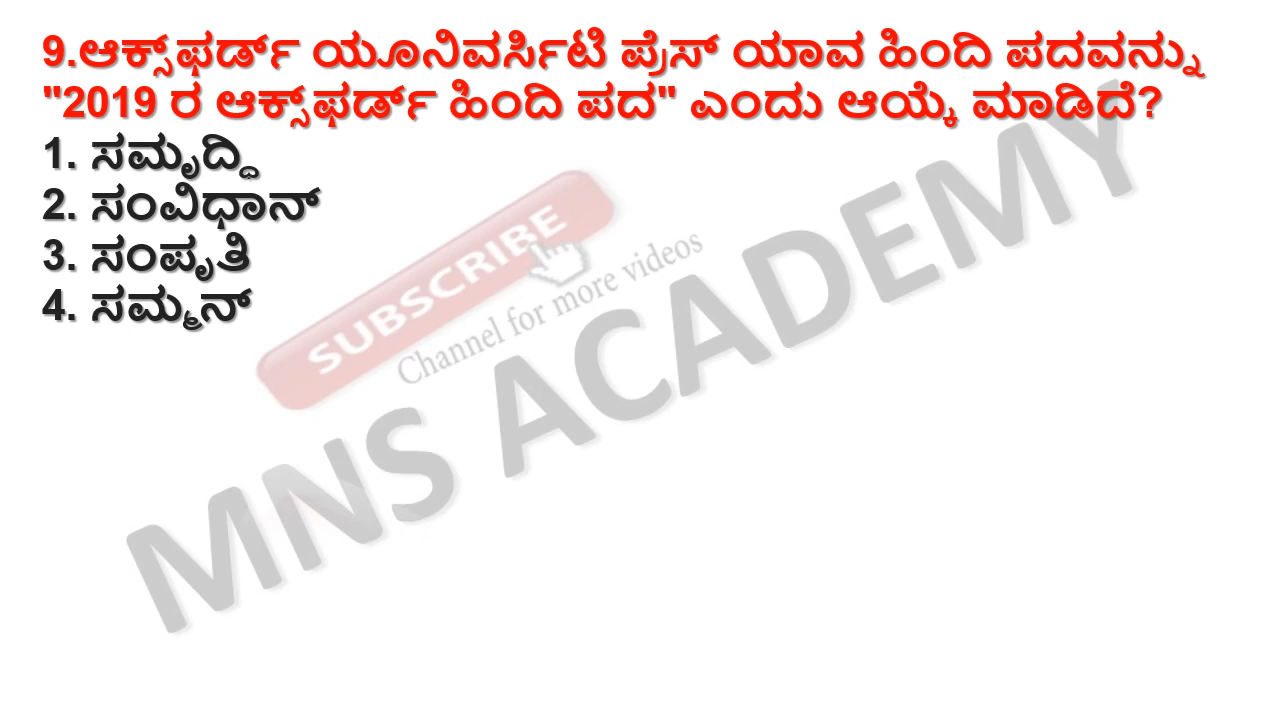 9.ಆಕ್ಸ್‌ಫರ್ಡ್ ಯೂನಿವರ್ಸಿಟಿ ಪ್ರೆಸ್ ಯಾವ ಹಿಂದಿ ಪದವನ್ನು
"2019 ರ ಆಕ್ಸ್‌ಫರ್ಡ್ ಹಿಂದಿ ಪದ" ಎಂದು ಆಯ್ಕೆ ಮಾಡಿದೆ?
1. ಸಮೃದ್ಧಿ
2. ಸಂವಿಧಾನ್
3. ಸಂಪೃತಿ
4. ಸಮ್ಮನ್
SUBSCRIBE
Channel for more videos
MNS ACADEMY